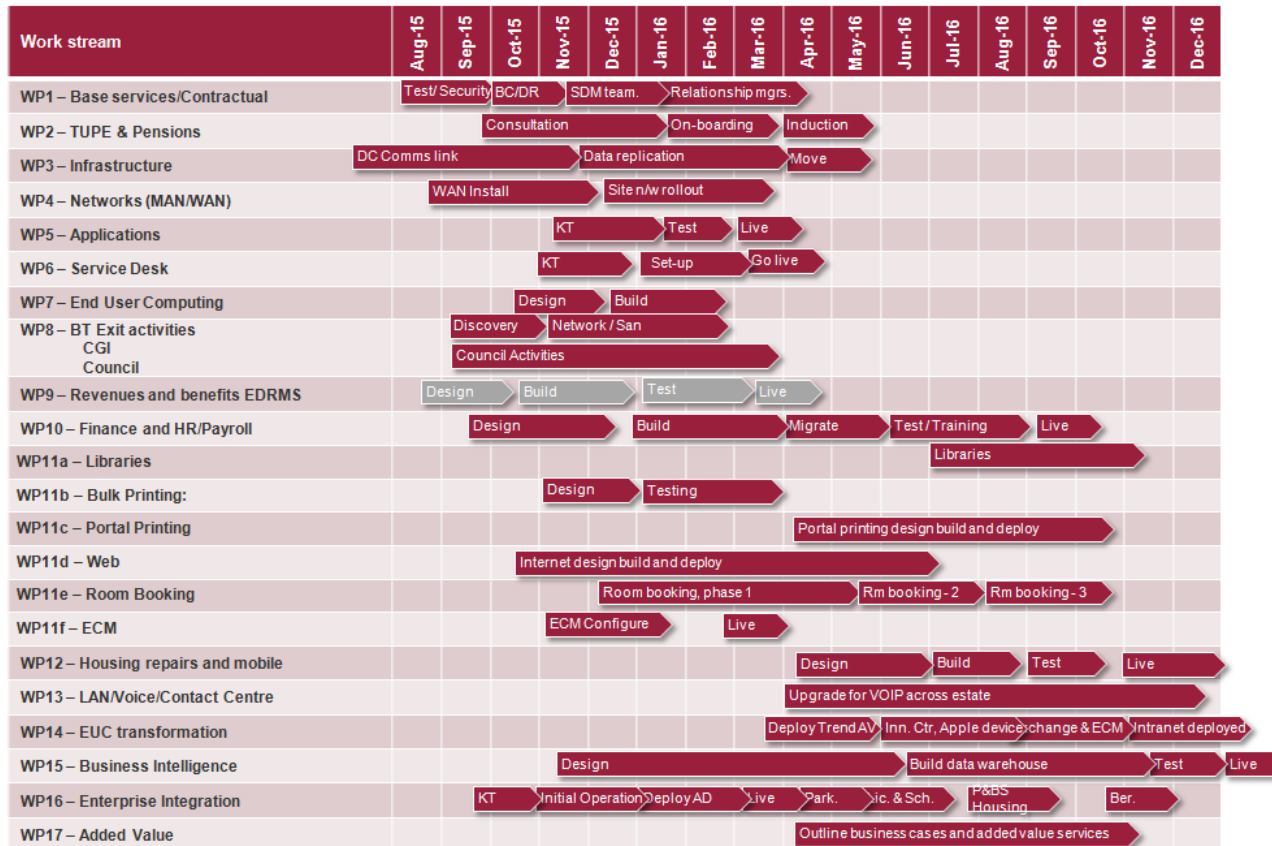 Work stream Aug-15 Sep-15 Oct-15 Nov-15 Dec-15 Jan-16 Feb-16 Mar-16 Apr-16 May-16 Jun-16 Jul-16 Aug-16 Sep-16 Oct-16 Nov-16 Dec-16
WP1 – Base services/Contractual Test/ Security BC/DR SDM team. Relationship mgrs.
WP2 – TUPE & Pensions Consultation On-boarding Induction
WP3 – Infrastructure DC Comms link Data replication Move
WP4 – Networks (MAN/WAN) WAN Install Site n/w rollout
WP5 – Applications KT Test Live
WP6 – Service Desk KT Set-up Go live
WP7 – End User Computing Design Build
WP8 – BT Exit activities Discovery Network / San
CGI
Council Council Activities
WP9 – Revenues and benefits EDRMS Design Build Test Live
WP10 – Finance and HR/Payroll Design Build Migrate Test / Training Live
WP11a – Libraries Libraries
WP11b – Bulk Printing: Design Testing
WP11c – Portal Printing Portal printing design build and deploy
WP11d – Web Internet design build and deploy
WP11e – Room Booking Room booking, phase 1 Rm booking - 2 Rm booking - 3
WP11f – ECM ECM Configure Live
WP12 – Housing repairs and mobile Design Build Test Live
WP13 – LAN/Voice/Contact Centre Upgrade for VOIP across estate
WP14 – EUC transformation Deploy Trend AV Inn. Ctr, Apple device xchange & ECM Intranet deployed
WP15 – Business Intelligence Design Build data warehouse Test Live
WP16 – Enterprise Integration KT Initial Operation Deploy AD Live Park. ic. & Sch. P&BS Housing Ber.
WP17 – Added Value Outline business cases and added value services